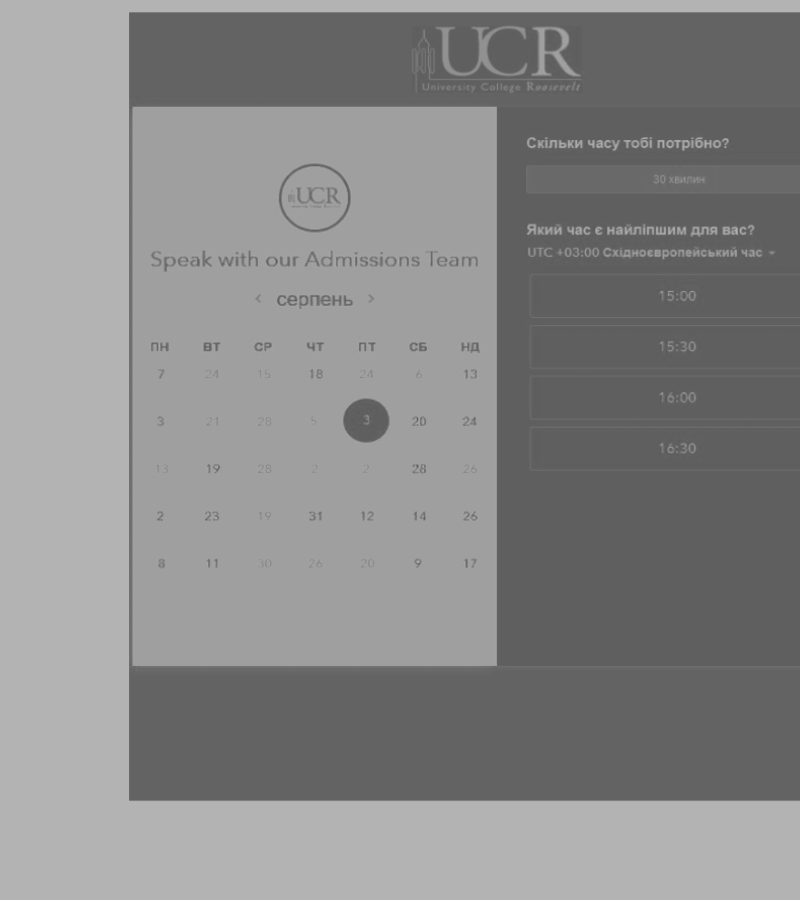 UCR
University College Roosevelt
UCR
Speak with our Admissions Team
< серпень >
ПН ВТ СР ЧТ ПТ СБ НД
7 24 15 18 24 6 13
3 21 28 5 3 20 24
13 19 28 2 2 28 26
2 23 19 31 12 14 26
8 11 30 26 20 9 17
Скільки часу тобі потрібно?
30 хвилин
Який час є найліпшим для вас?
UTC +03:00 Східноєвропейський час
15:00
15:30
16:00
16:30